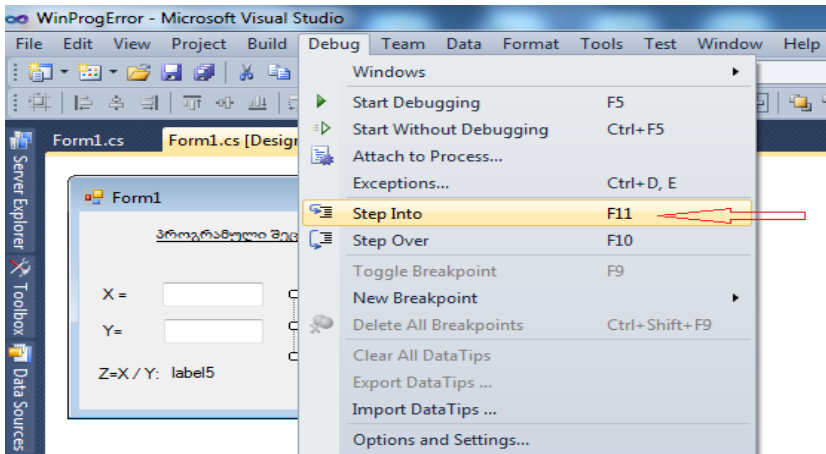 WinProgError - Microsoft Visual Studio
File Edit View Project Build Debug Team Data Format Tools Test Window Help
Windows
Start Debugging F5
Form1.cs Form1.cs [Design
Start Without Debugging Ctrl+F5
Attach to Process...
Exceptions... Ctrl+D, E
Form1
Step Into F11
პროგრამული შეც
Step Over F10
Toggle Breakpoint F9
X =
New Breakpoint
Y=
Delete All Breakpoints Ctrl+Shift+F9
Clear All DataTips
Z=X / Y: label5
Export DataTips ...
Import DataTips ...
Options and Settings...
Server Explorer
Toolbox
Data Sources